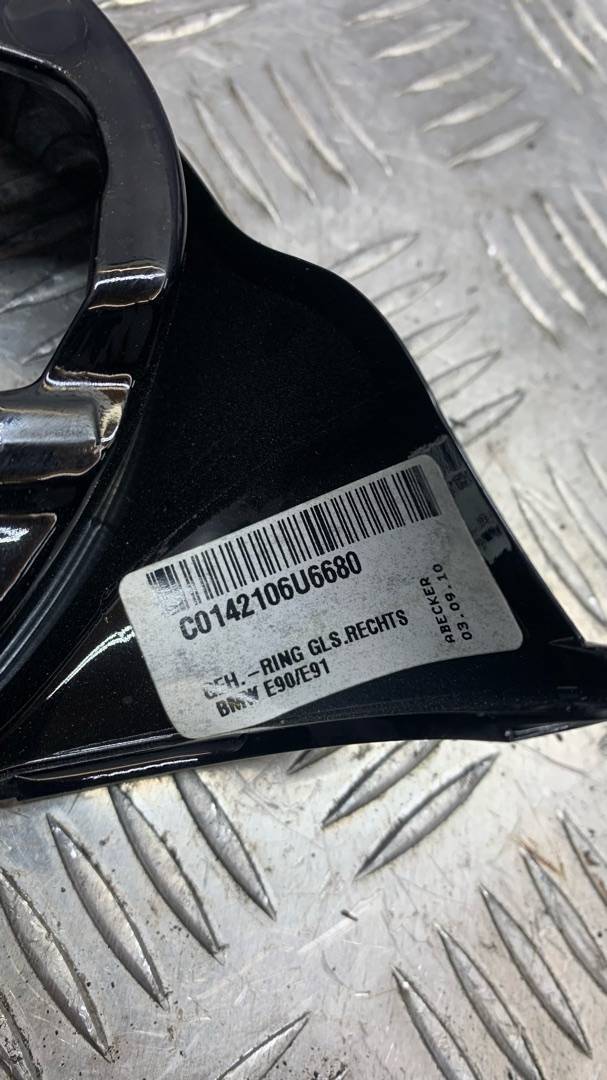 C0142106U6680
GEH.-RING GLS.RECHTS
BMW E90/E91
ABECKER
03.09.10